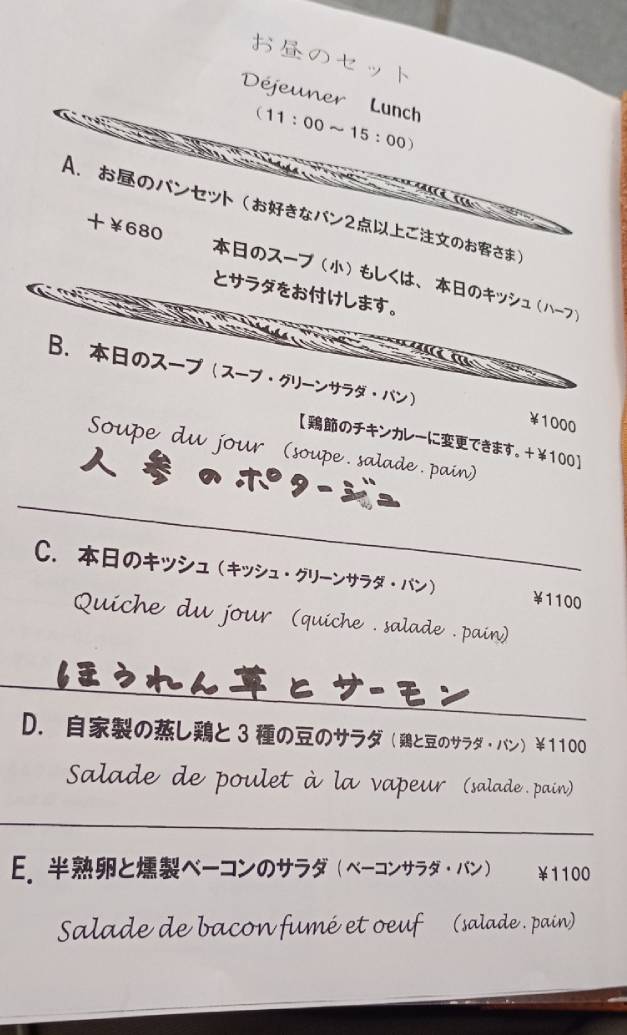 お昼のセット
Déjeuner Lunch
（11：00～15：00）
A. お昼のパンセット（お好きなパン2点以上ご注文のお客さま）
＋¥680 本日のスープ（小）もしくは、本日のキッシュ（ハーフ）
とサラダをお付けします。
B. 本日のスープ（スープ・グリーンサラダ・パン） ¥1000
【鶏節のチキンカレーに変更できます。＋¥100】
Soupe du jour (soupe . salade . pain)
人参のポタージュ
C. 本日のキッシュ（キッシュ・グリーンサラダ・パン） ¥1100
Quiche du jour (quiche . salade . pain)
ほうれん草とサーモン
D. 自家製の蒸し鶏と3種の豆のサラダ（鶏と豆のサラダ・パン）¥1100
Salade de poulet à la vapeur (salade . pain)
E. 半熟卵と燻製ベーコンのサラダ（ベーコンサラダ・パン） ¥1100
Salade de bacon fumé et oeuf (salade . pain)